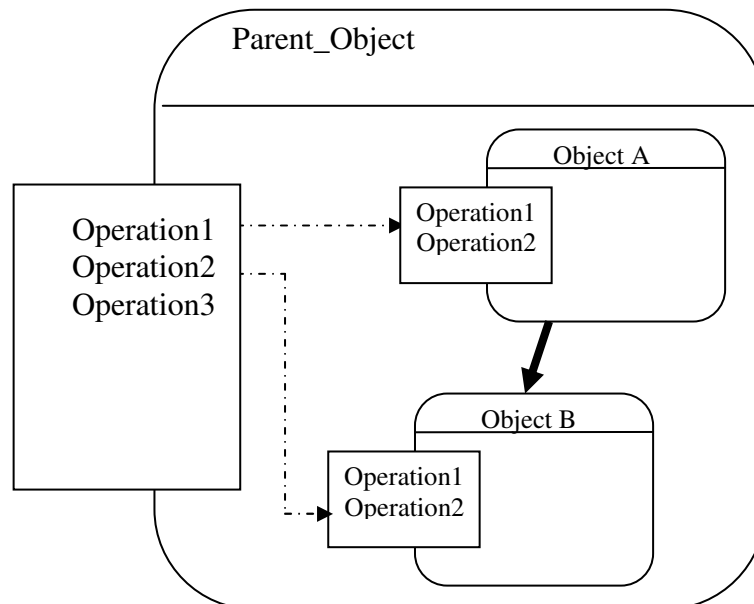 Parent_Object
Object A
Operation1
Operation2
Operation1
Operation2
Operation3
Object B
Operation1
Operation2